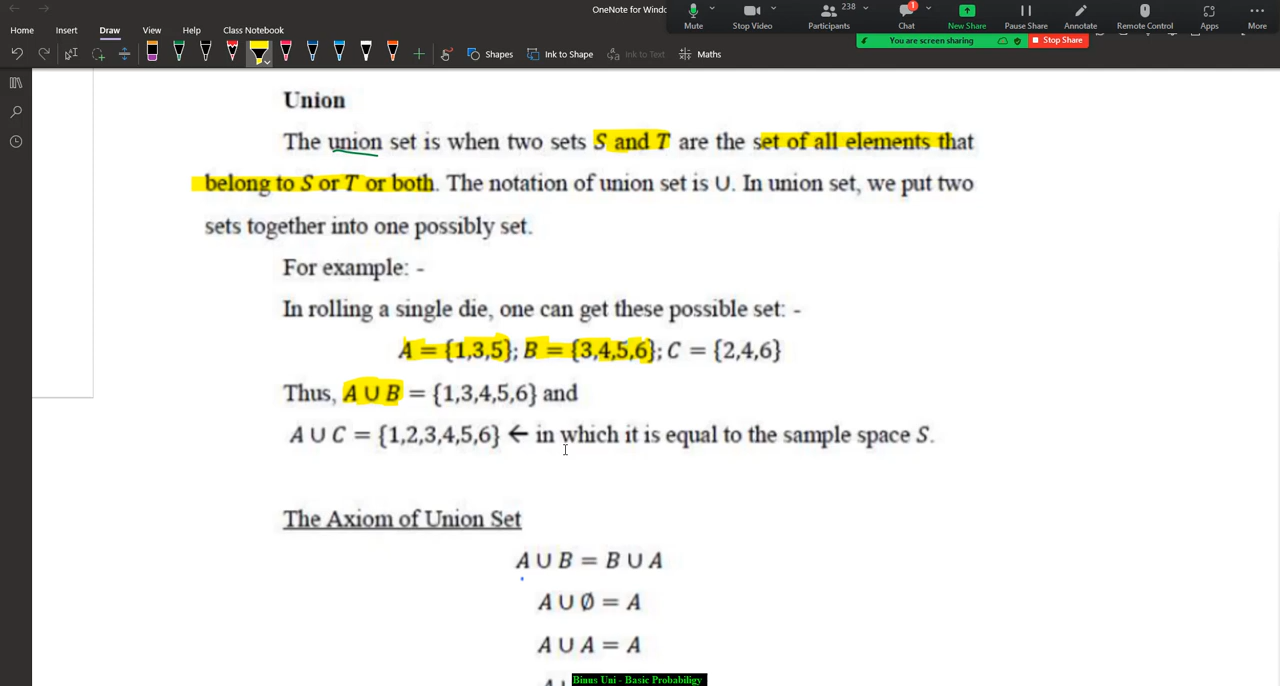 OneNote for Windo
Mute
Stop Video
238
Participants
1
Chat
New Share
Pause Share
Annotate
Remote Control
Apps
More
Home
Insert
Draw
View
Help
Class Notebook
You are screen sharing
Stop Share
Shapes
Ink to Shape
Ink to Text
Maths
Union
The union set is when two sets S and T are the set of all elements that
belong to S or T or both. The notation of union set is ∪. In union set, we put two
sets together into one possibly set.
For example: -
In rolling a single die, one can get these possible set: -
A = {1,3,5}; B = {3,4,5,6}; C = {2,4,6}
Thus, A ∪ B = {1,3,4,5,6} and
A ∪ C = {1,2,3,4,5,6} ← in which it is equal to the sample space S.
The Axiom of Union Set
A ∪ B = B ∪ A
A ∪ Ø = A
A ∪ A = A
Binus Uni - Basic Probabiligy